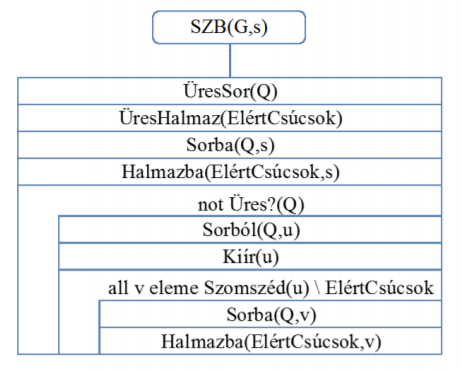 SZB(G,s)
ÜresSor(Q)
ÜresHalmaz(ElértCsúcsok)
Sorba(Q,s)
Halmazba(ElértCsúcsok,s)
not Üres?(Q)
Sorból(Q,u)
Kiír(u)
all v eleme Szomszéd(u) \ ElértCsúcsok
Sorba(Q,v)
Halmazba(ElértCsúcsok,v)